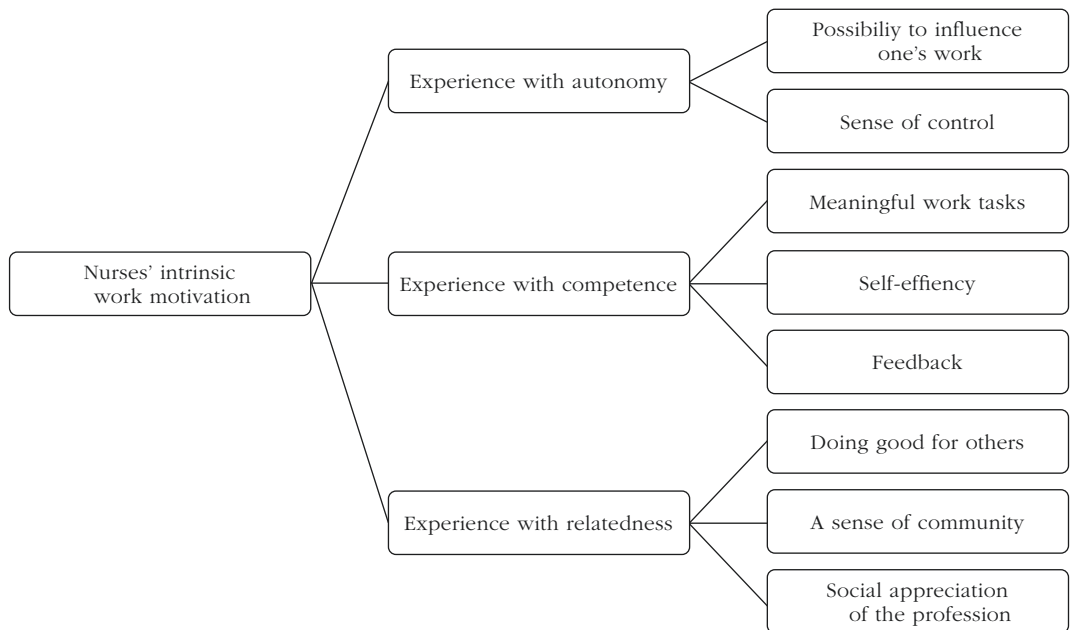 Possibiliy to influence
one's work
Experience with autonomy
Sense of control
Meaningful work tasks
Nurses' intrinsic
work motivation
Experience with competence
Self-effiency
Feedback
Doing good for others
Experience with relatedness
A sense of community
Social appreciation
of the profession